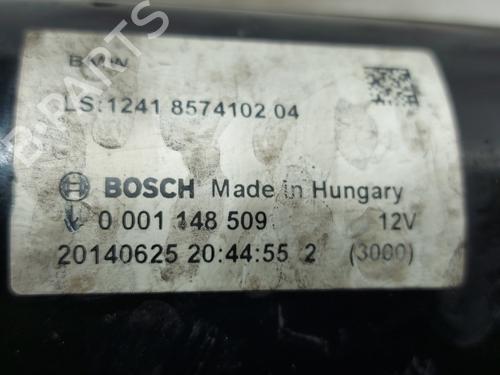 BMW
LS:1241 8574102 04
BOSCH Made in Hungary
0 001 148 509 12V
20140625 20:44:55 2 (3000)
B-PARTS